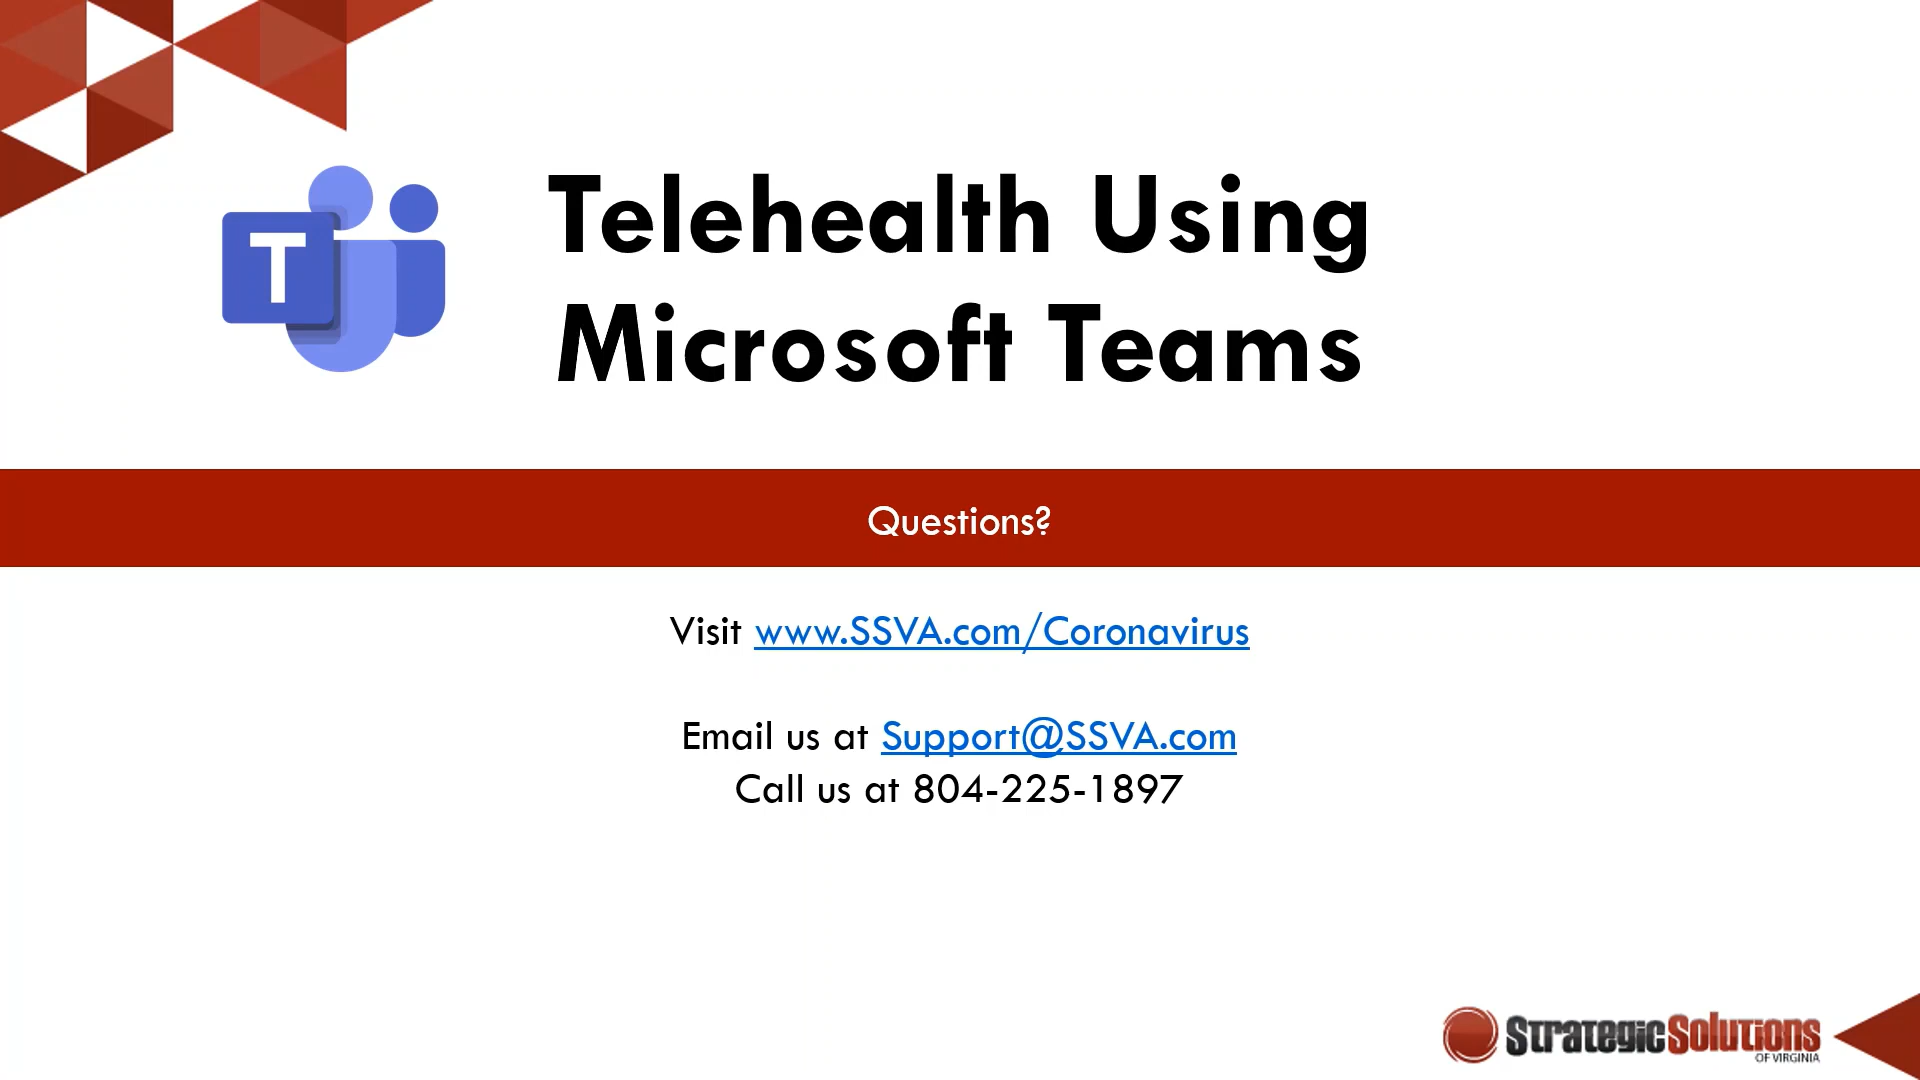 T
Telehealth Using
Microsoft Teams
Questions?
Visit www.SSVA.com/Coronavirus
Email us at Support@SSVA.com
Call us at 804-225-1897
StrategicSolutions
OF VIRGINIA